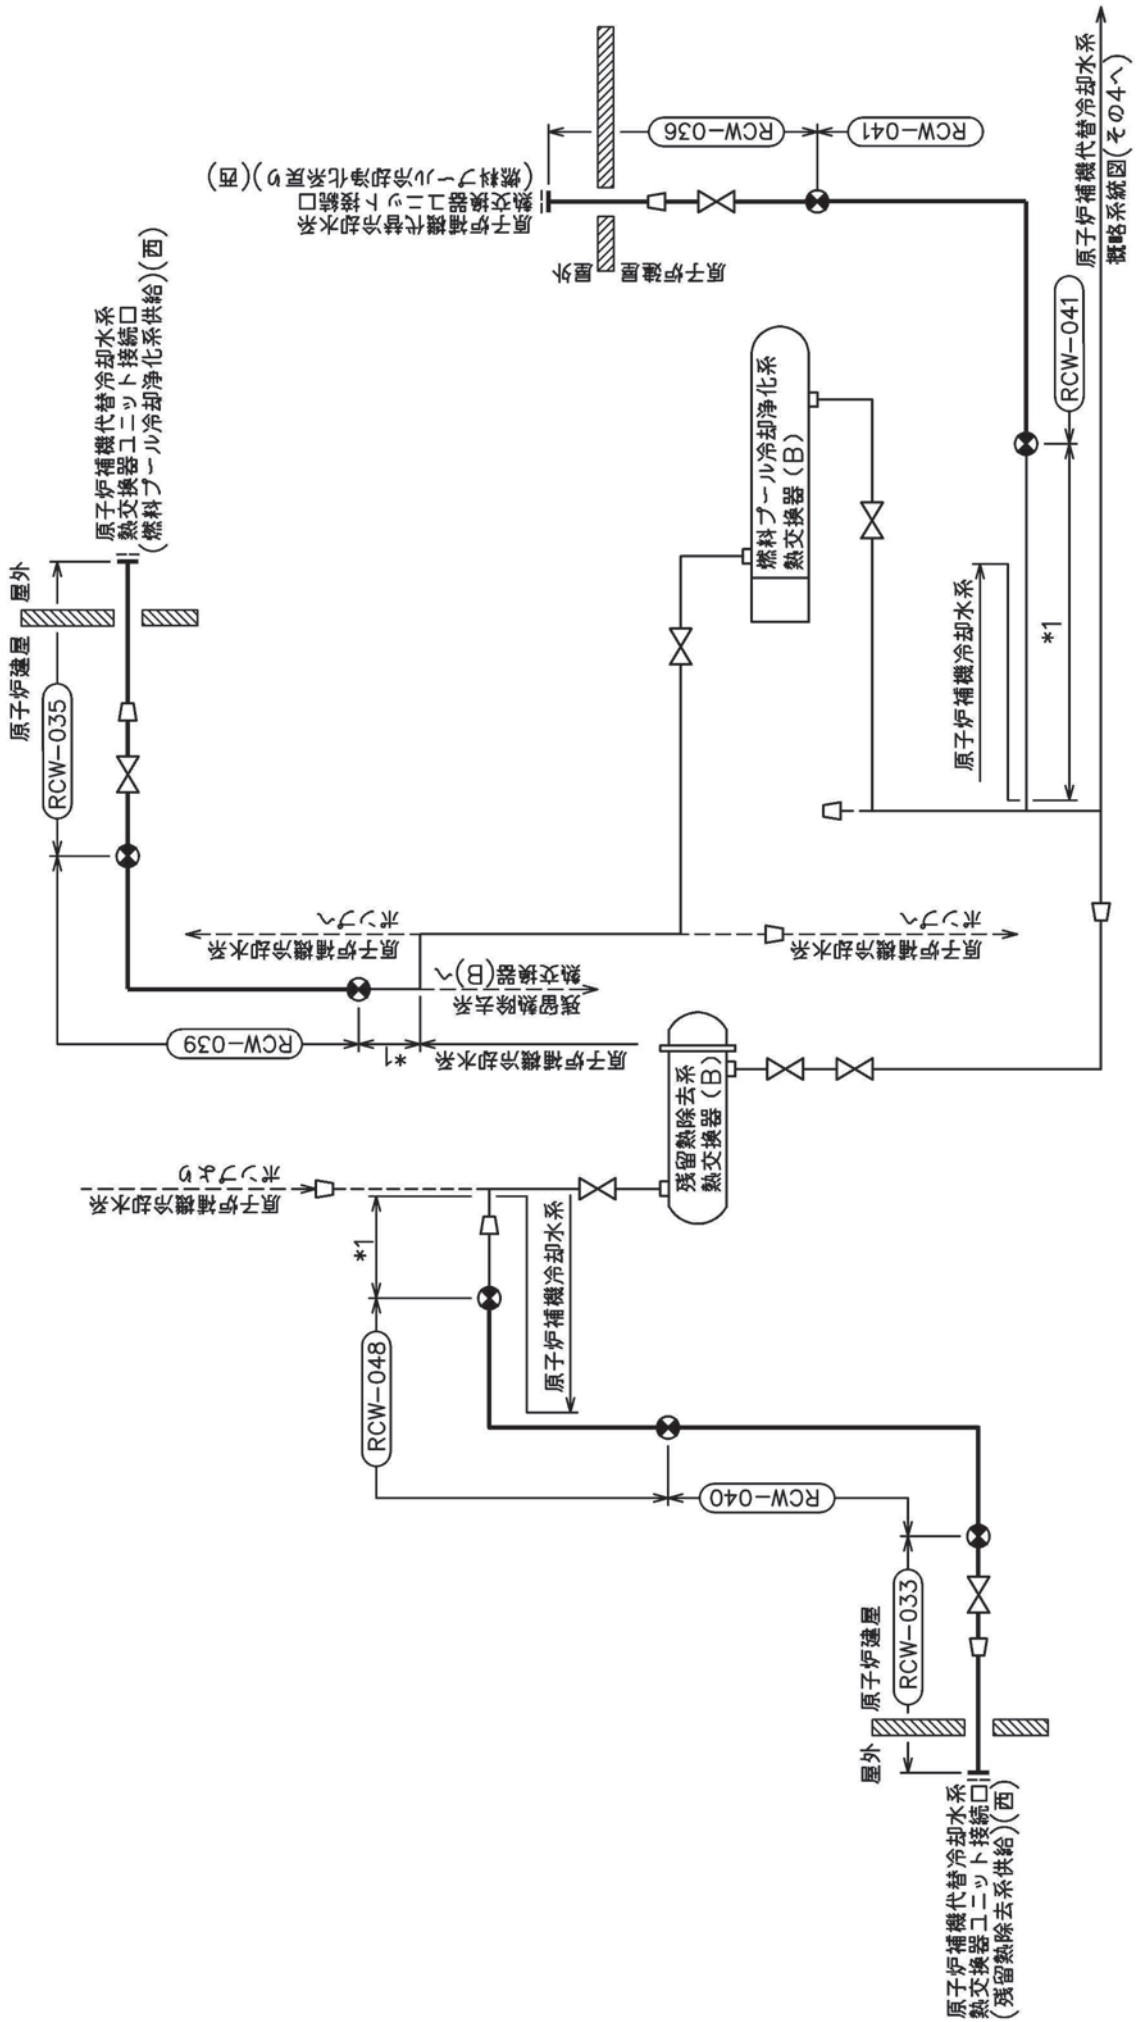 原子炉建屋
屋外
RCW-035
原子炉補機代替冷却水系
熱交換器ユニット接続口
(燃料プール冷却浄化系供給)(西)
原子炉補機代替冷却水系
熱交換器ユニット接続口
(燃料プール冷却浄化系戻り)(西)
屋外
原子炉建屋
RCW-036
RCW-041
原子炉補機代替冷却水系
概略系統図(その4へ)
RCW-041
*1
原子炉補機冷却水系
燃料プール冷却浄化系
熱交換器(B)
原子炉補機冷却水系
ポンプへ
原子炉補機冷却水系
ポンプへ
残留熱除去系
熱交換器(B)へ
RCW-039
*1
原子炉補機冷却水系
残留熱除去系
熱交換器(B)
原子炉補機冷却水系
ポンプより
*1
RCW-048
原子炉補機冷却水系
RCW-040
RCW-033
原子炉建屋
屋外
原子炉補機代替冷却水系
熱交換器ユニット接続口
(残留熱除去系供給)(西)